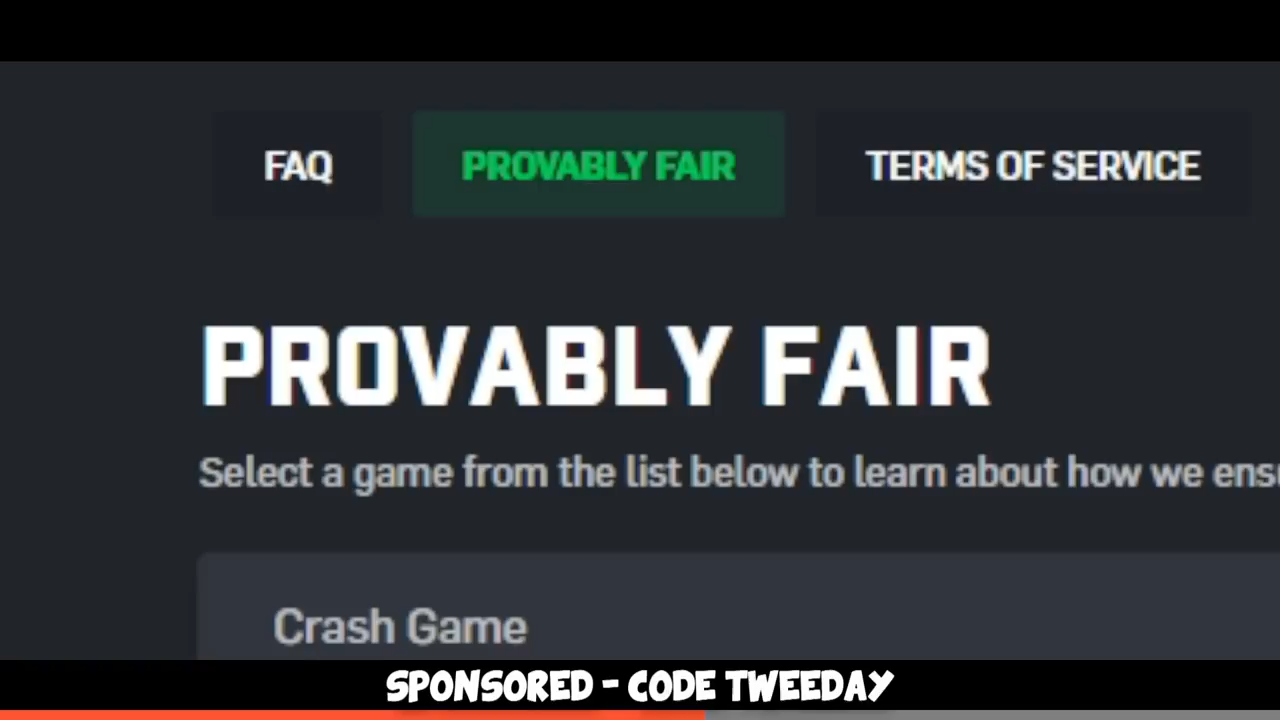 FAQ
PROVABLY FAIR
TERMS OF SERVICE
PROVABLY FAIR
Select a game from the list below to learn about how we ens
Crash Game
SPONSORED - CODE TWEEDAY